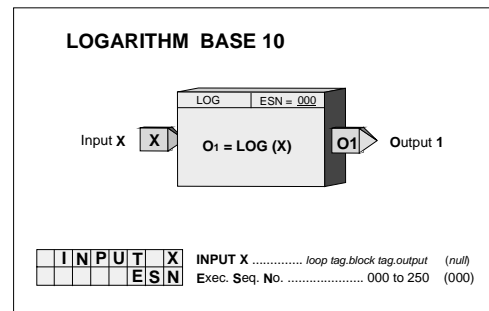 LOGARITHM BASE 10
LOG ESN = 000
Input X X O1 = LOG (X) O1 Output 1
INPUT X INPUT X .............. loop tag.block tag.output (null)
ESN Exec. Seq. No. ..................... 000 to 250 (000)